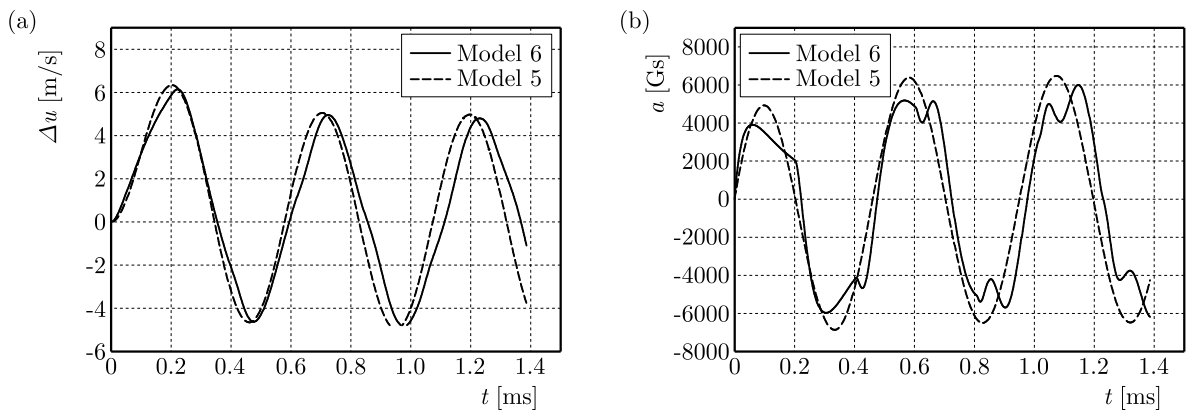 (a)
Δu [m/s]
8
6
4
2
0
-2
-4
-6
0 0.2 0.4 0.6 0.8 1.0 1.2 1.4
t [ms]
Model 6
Model 5
(b)
a [Gs]
8000
6000
4000
2000
0
-2000
-4000
-6000
-8000
0 0.2 0.4 0.6 0.8 1.0 1.2 1.4
t [ms]
Model 6
Model 5